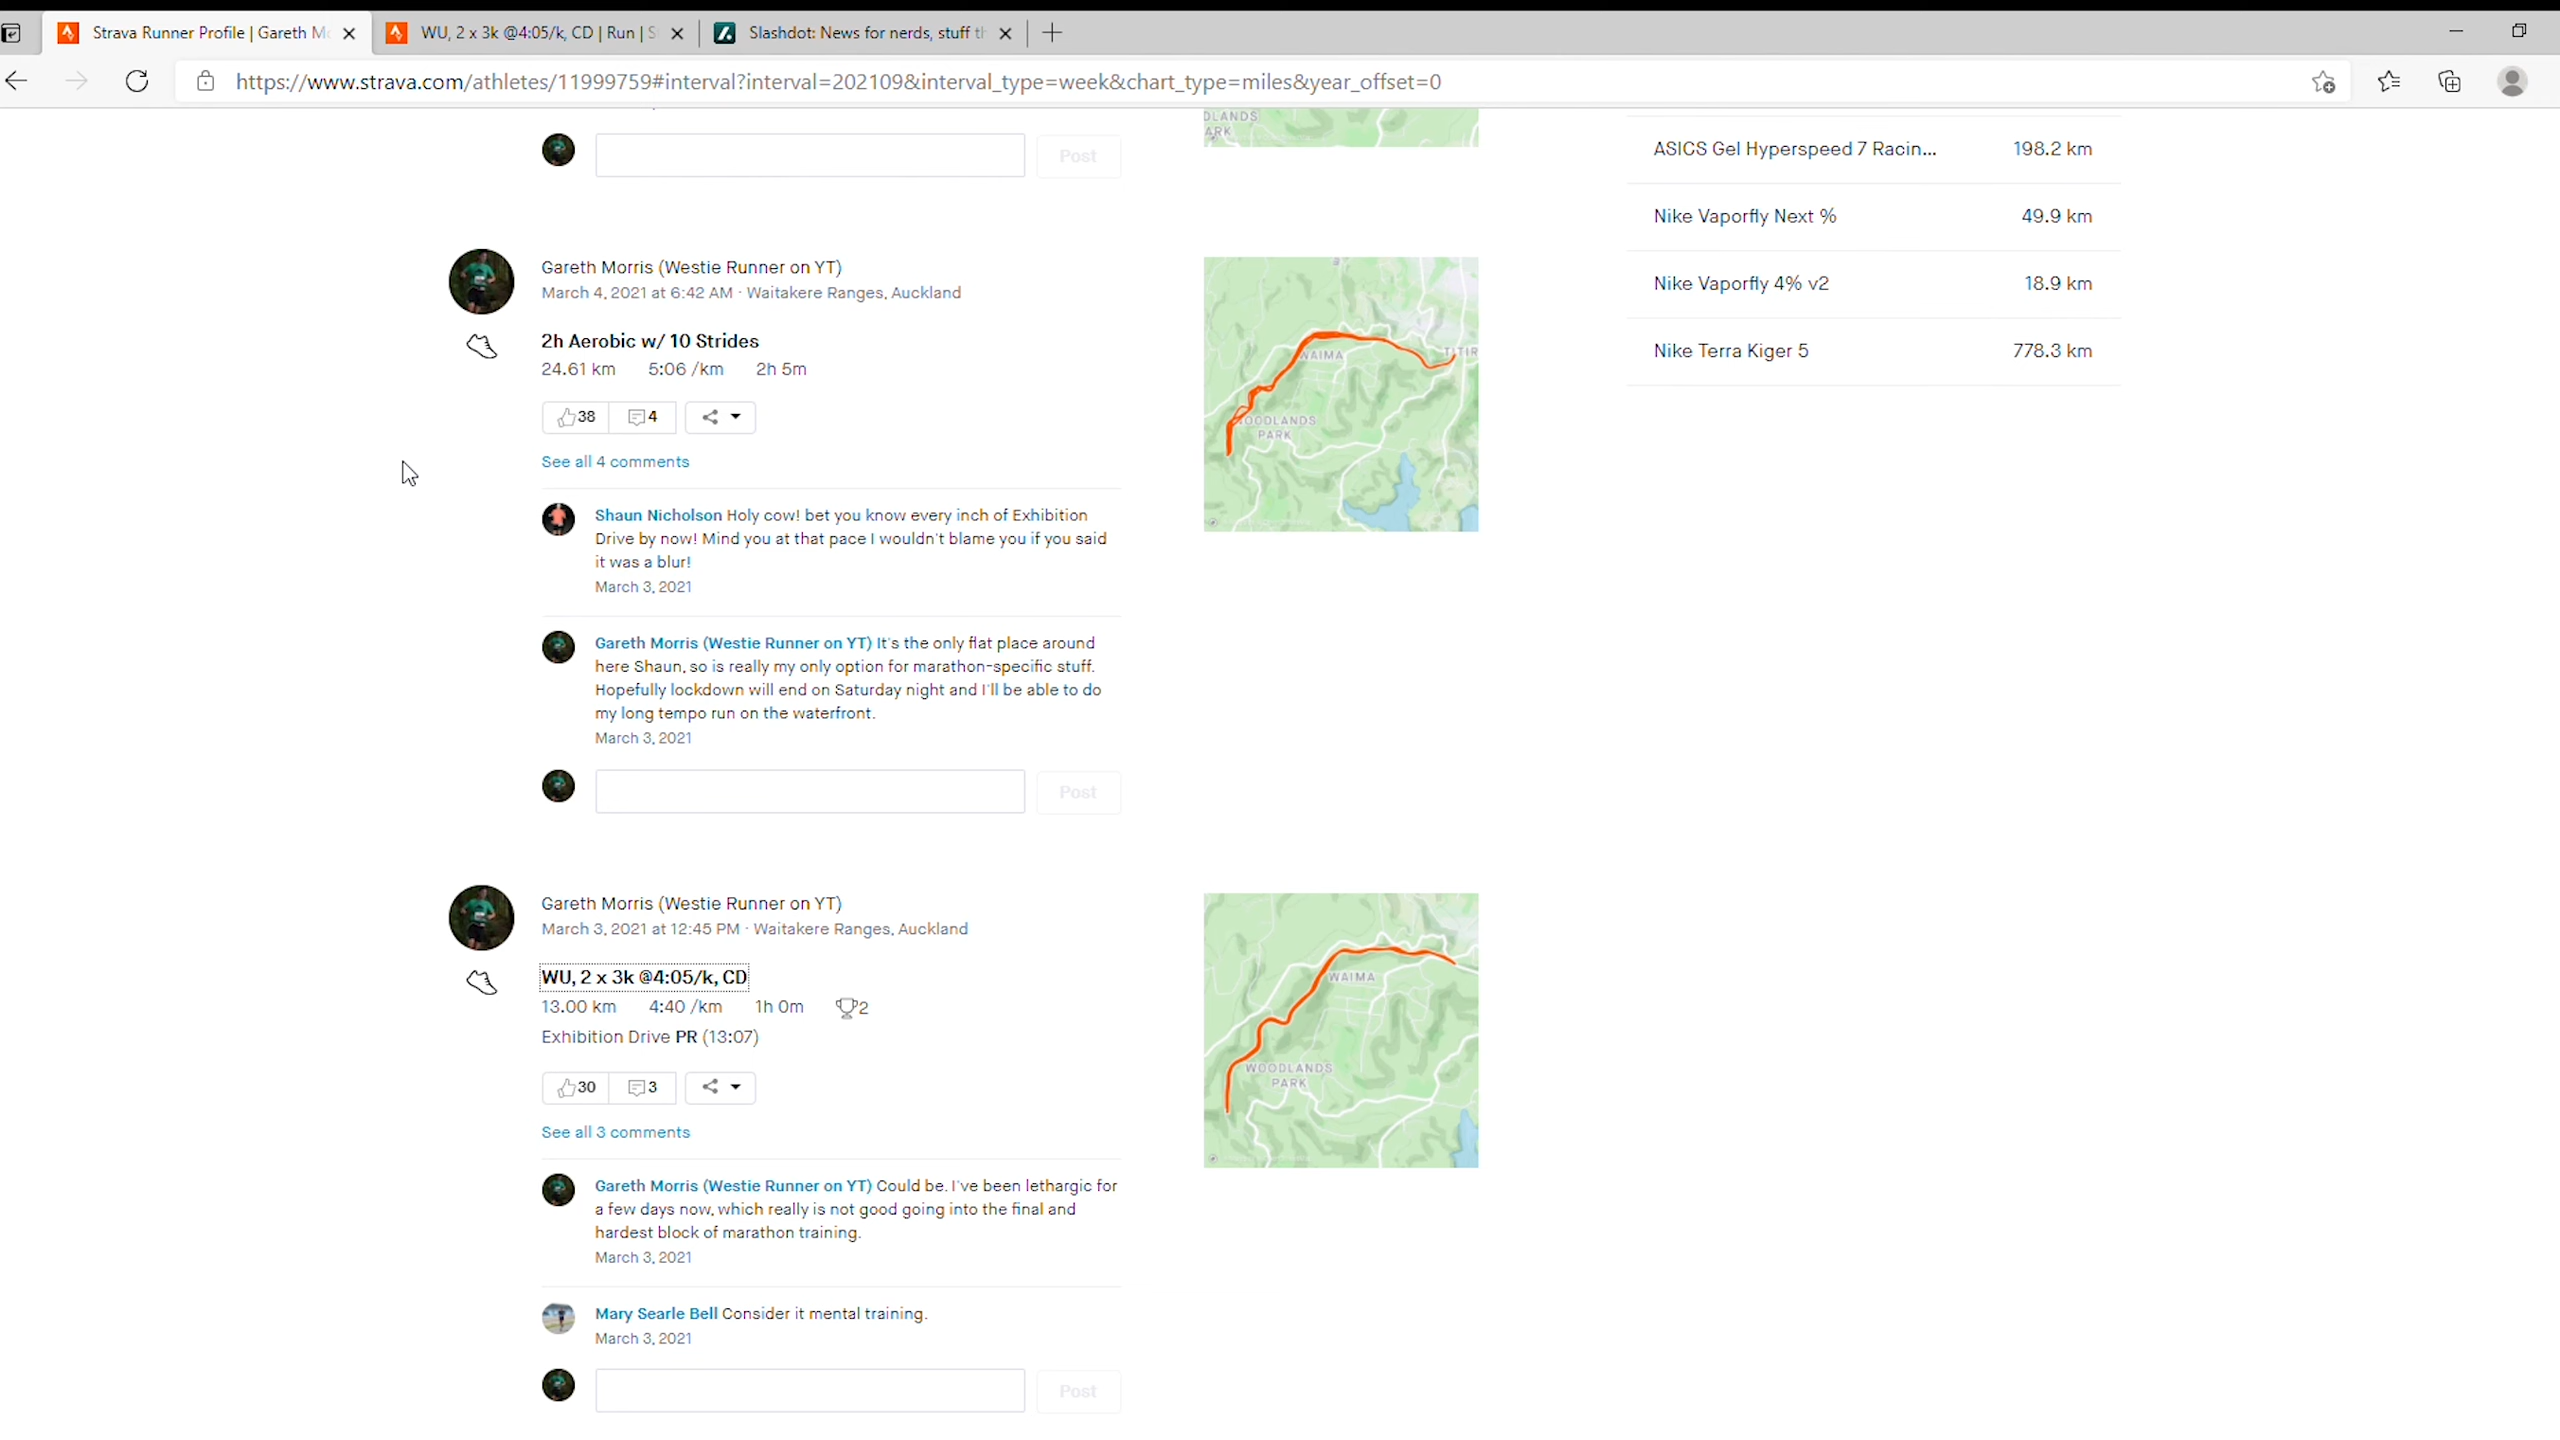 Strava Runner Profile | Gareth M
WU, 2 x 3k @4:05/k, CD | Run | S
Slashdot: News for nerds, stuff th
https://www.strava.com/athletes/11999759#interval?interval=202109&interval_type=week&chart_type=miles&year_offset=0
Post
DLANDS
ARK
ASICS Gel Hyperspeed 7 Racin... 198.2 km
Nike Vaporfly Next % 49.9 km
Nike Vaporfly 4% v2 18.9 km
Nike Terra Kiger 5 778.3 km
Gareth Morris (Westie Runner on YT)
March 4, 2021 at 6:42 AM · Waitakere Ranges, Auckland
2h Aerobic w/ 10 Strides
24.61 km 5:06 /km 2h 5m
38 4
See all 4 comments
WAIMA
TITIR
WOODLANDS
PARK
Shaun Nicholson Holy cow! bet you know every inch of Exhibition
Drive by now! Mind you at that pace I wouldn't blame you if you said
it was a blur!
March 3, 2021
Gareth Morris (Westie Runner on YT) It's the only flat place around
here Shaun, so is really my only option for marathon-specific stuff.
Hopefully lockdown will end on Saturday night and I'll be able to do
my long tempo run on the waterfront.
March 3, 2021
Post
Gareth Morris (Westie Runner on YT)
March 3, 2021 at 12:45 PM · Waitakere Ranges, Auckland
WU, 2 x 3k @4:05/k, CD
13.00 km 4:40 /km 1h 0m 2
Exhibition Drive PR (13:07)
30 3
See all 3 comments
WAIMA
WOODLANDS
PARK
Gareth Morris (Westie Runner on YT) Could be. I've been lethargic for
a few days now, which really is not good going into the final and
hardest block of marathon training.
March 3, 2021
Mary Searle Bell Consider it mental training.
March 3, 2021
Post